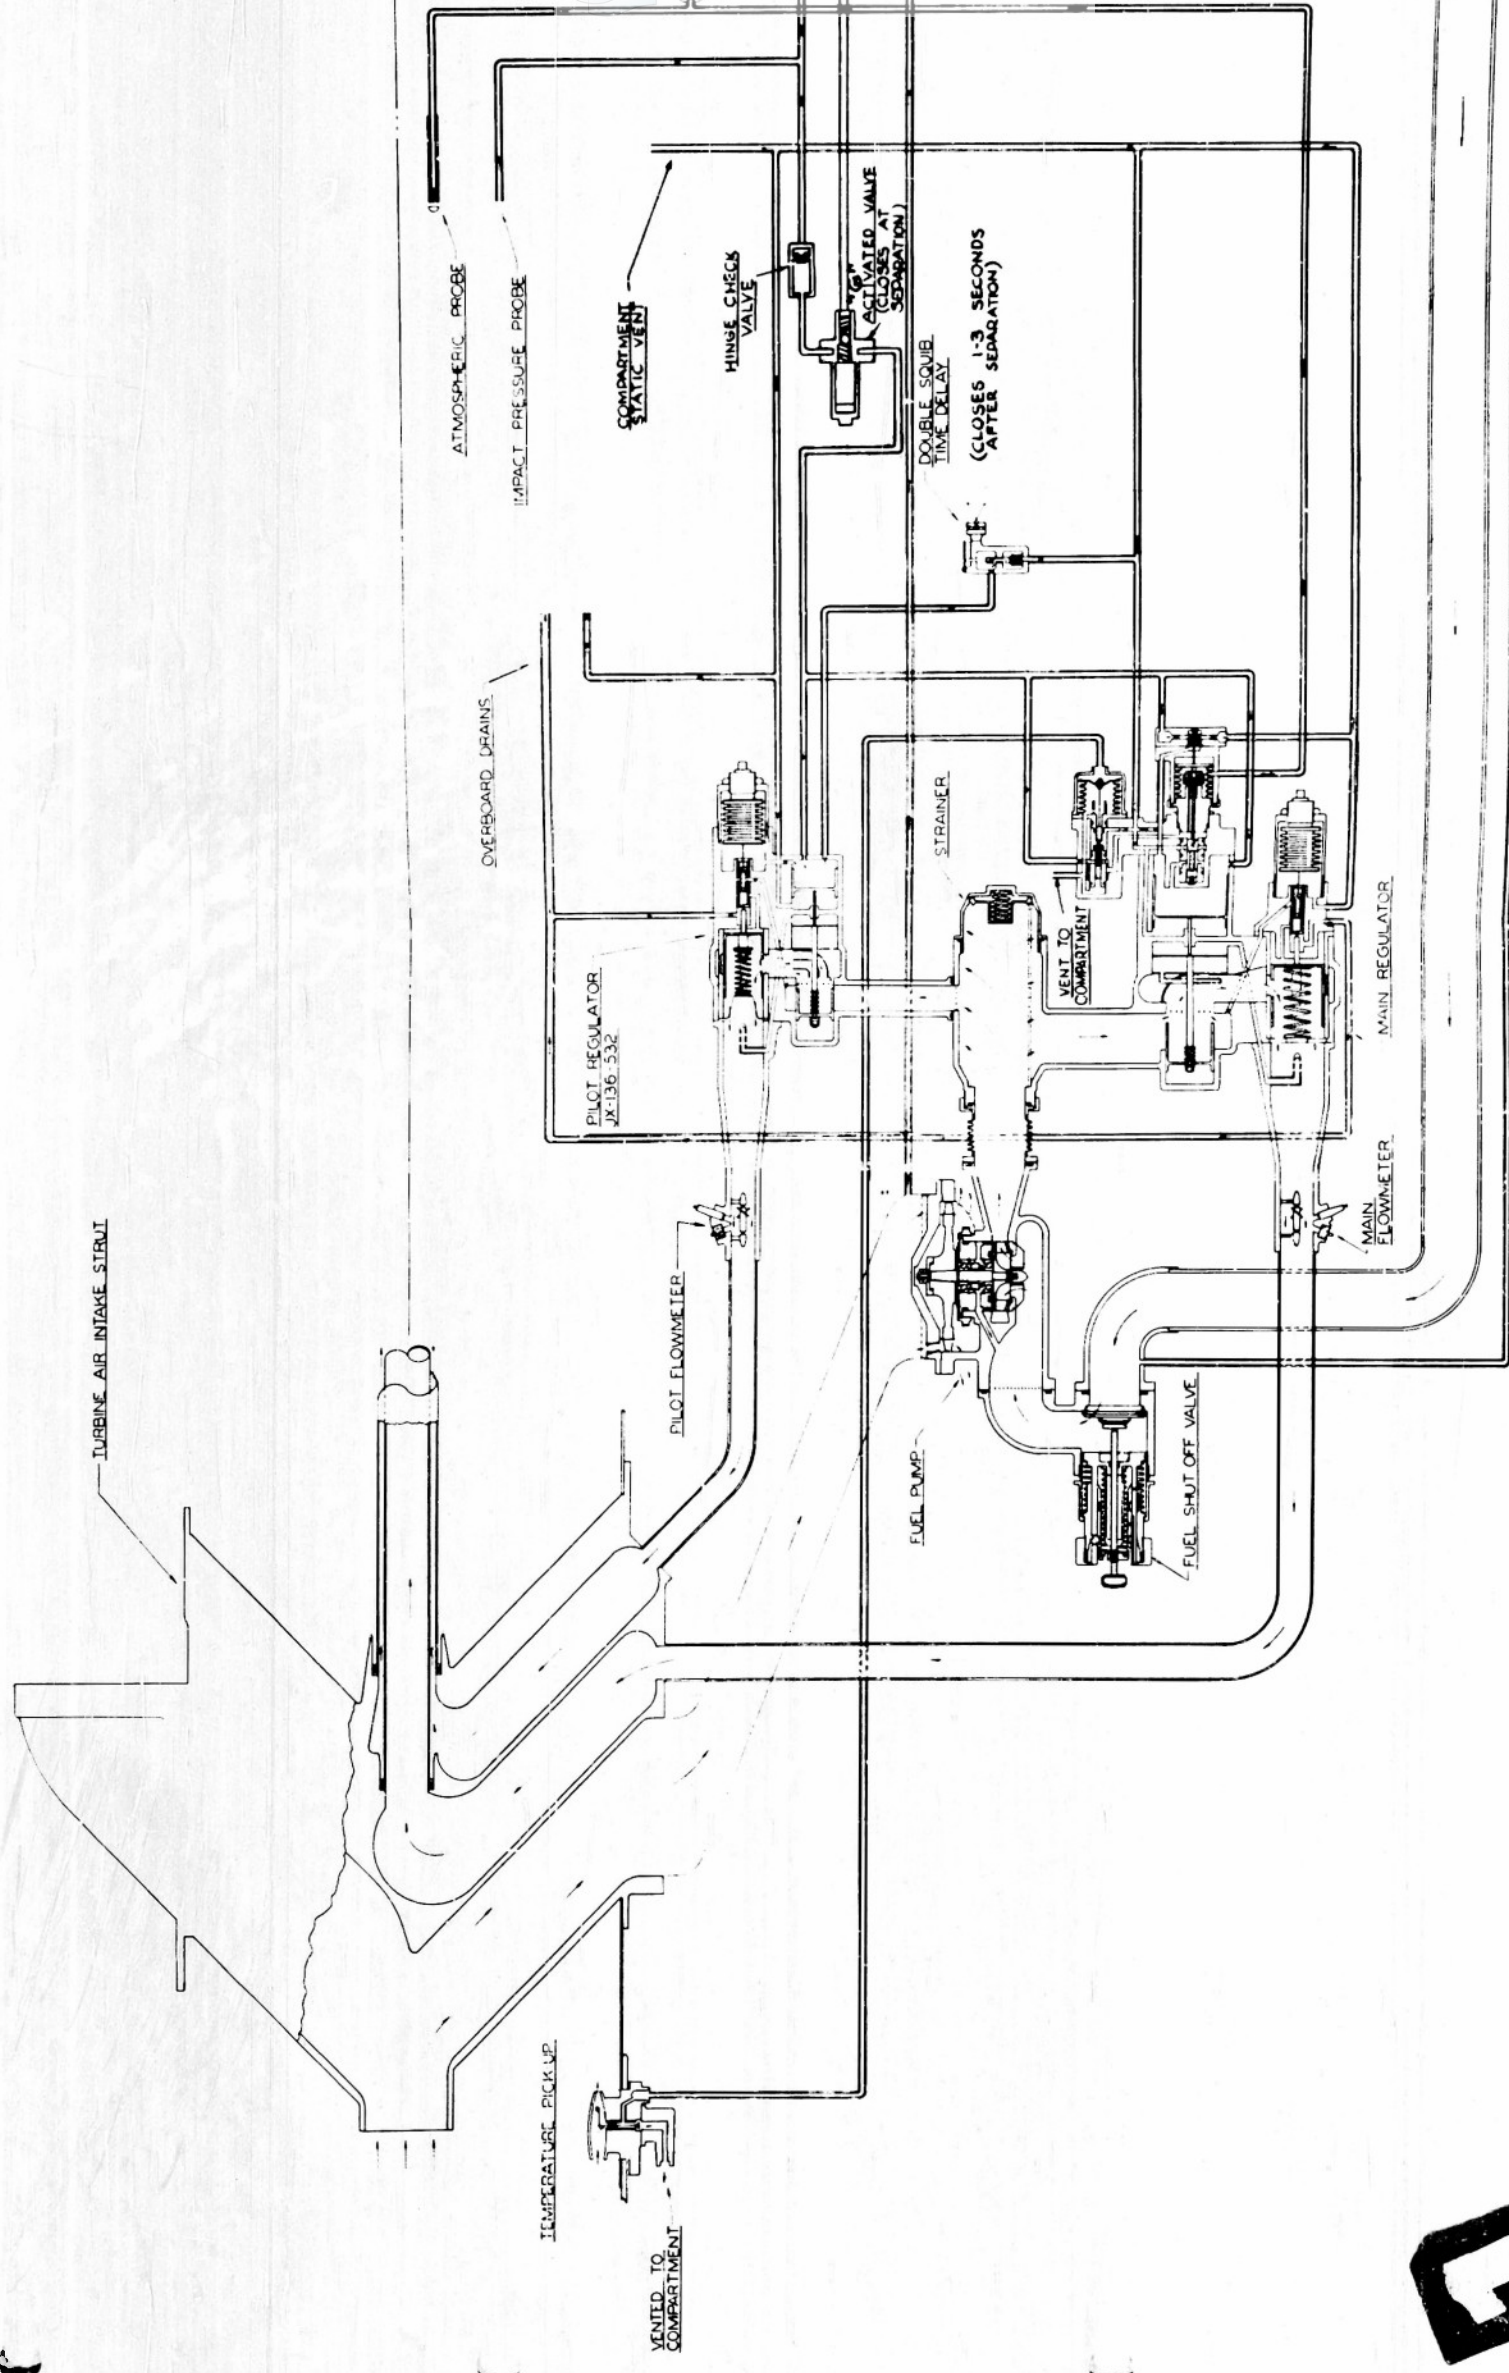 TURBINE AIR INTAKE STRUT
ATMOSPHERIC PROBE
IMPACT PRESSURE PROBE
OVERBOARD DRAINS
COMPARTMENT
STATIC VENT
HINGE CHECK
VALVE
"G"
ACTIVATED VALVE
(CLOSES AT
SEPARATION)
DOUBLE SQUIB
TIME DELAY
(CLOSES 1-3 SECONDS
AFTER SEPARATION)
PILOT REGULATOR
JX-136-532
STRAINER
VENT TO
COMPARTMENT
MAIN REGULATOR
PILOT FLOWMETER
MAIN
FLOWMETER
FUEL PUMP
FUEL SHUT OFF VALVE
TEMPERATURE PICK UP
VENTED TO
COMPARTMENT